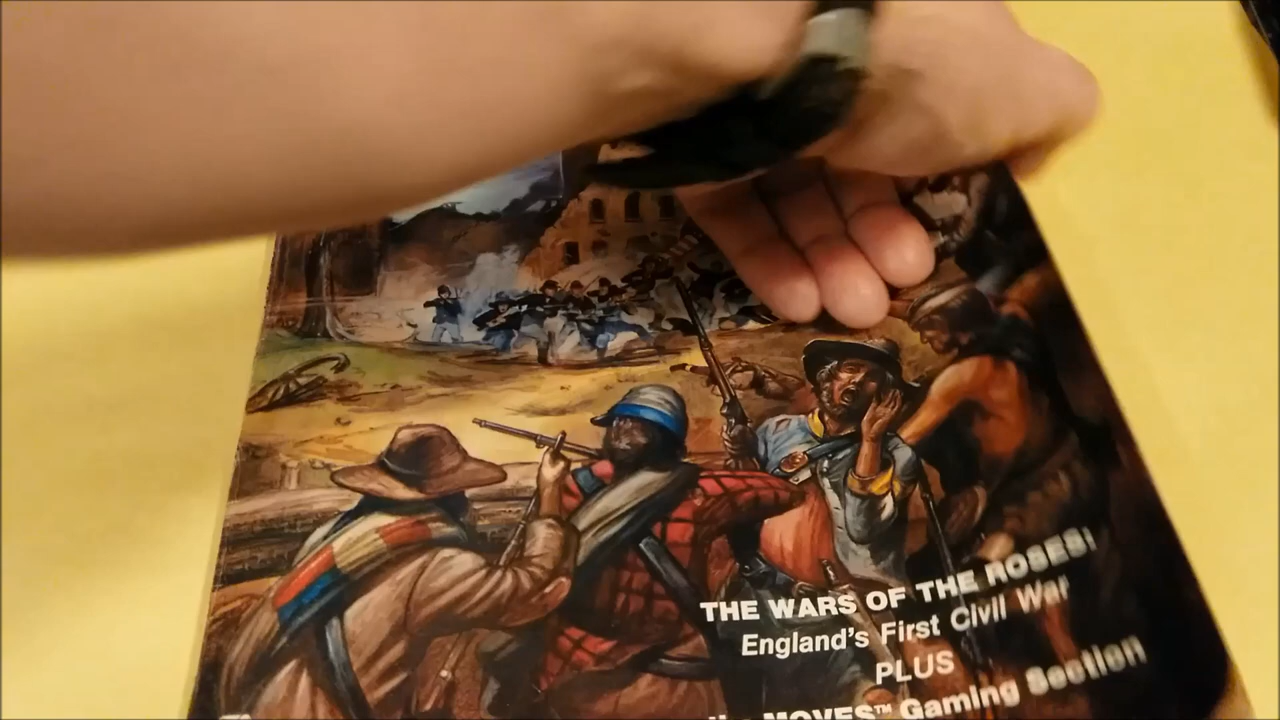 THE WARS OF THE ROSES:
England's First Civil War
PLUS
MOVES™ Gaming Section